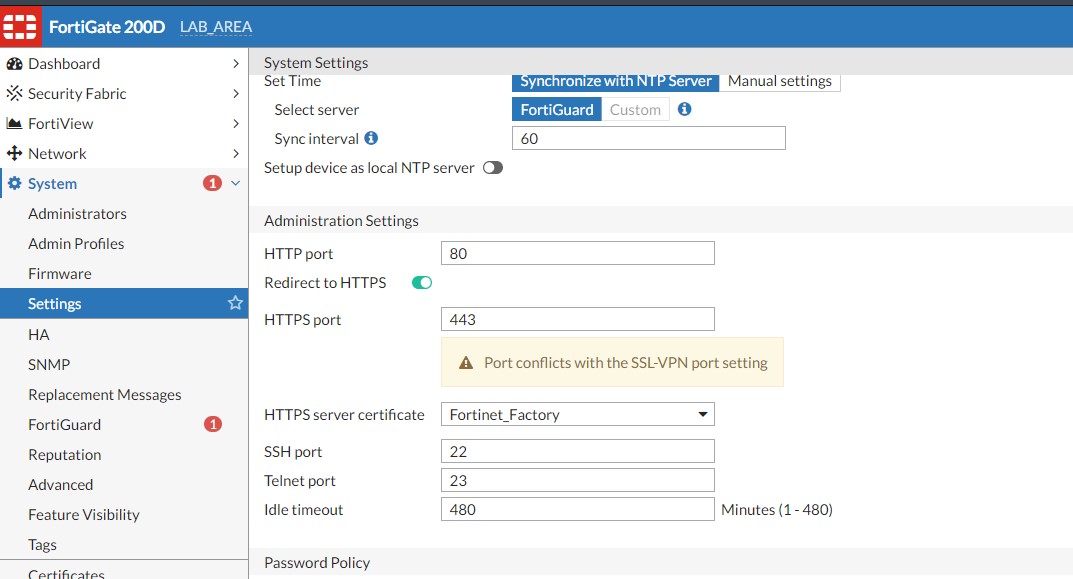 FortiGate 200D LAB_AREA
Dashboard
Security Fabric
FortiView
Network
System 1
Administrators
Admin Profiles
Firmware
Settings
HA
SNMP
Replacement Messages
FortiGuard 1
Reputation
Advanced
Feature Visibility
Tags
Certificates
System Settings
Set Time Synchronize with NTP Server Manual settings
Select server FortiGuard Custom
Sync interval 60
Setup device as local NTP server
Administration Settings
HTTP port 80
Redirect to HTTPS
HTTPS port 443
Port conflicts with the SSL-VPN port setting
HTTPS server certificate Fortinet_Factory
SSH port 22
Telnet port 23
Idle timeout 480 Minutes (1 - 480)
Password Policy